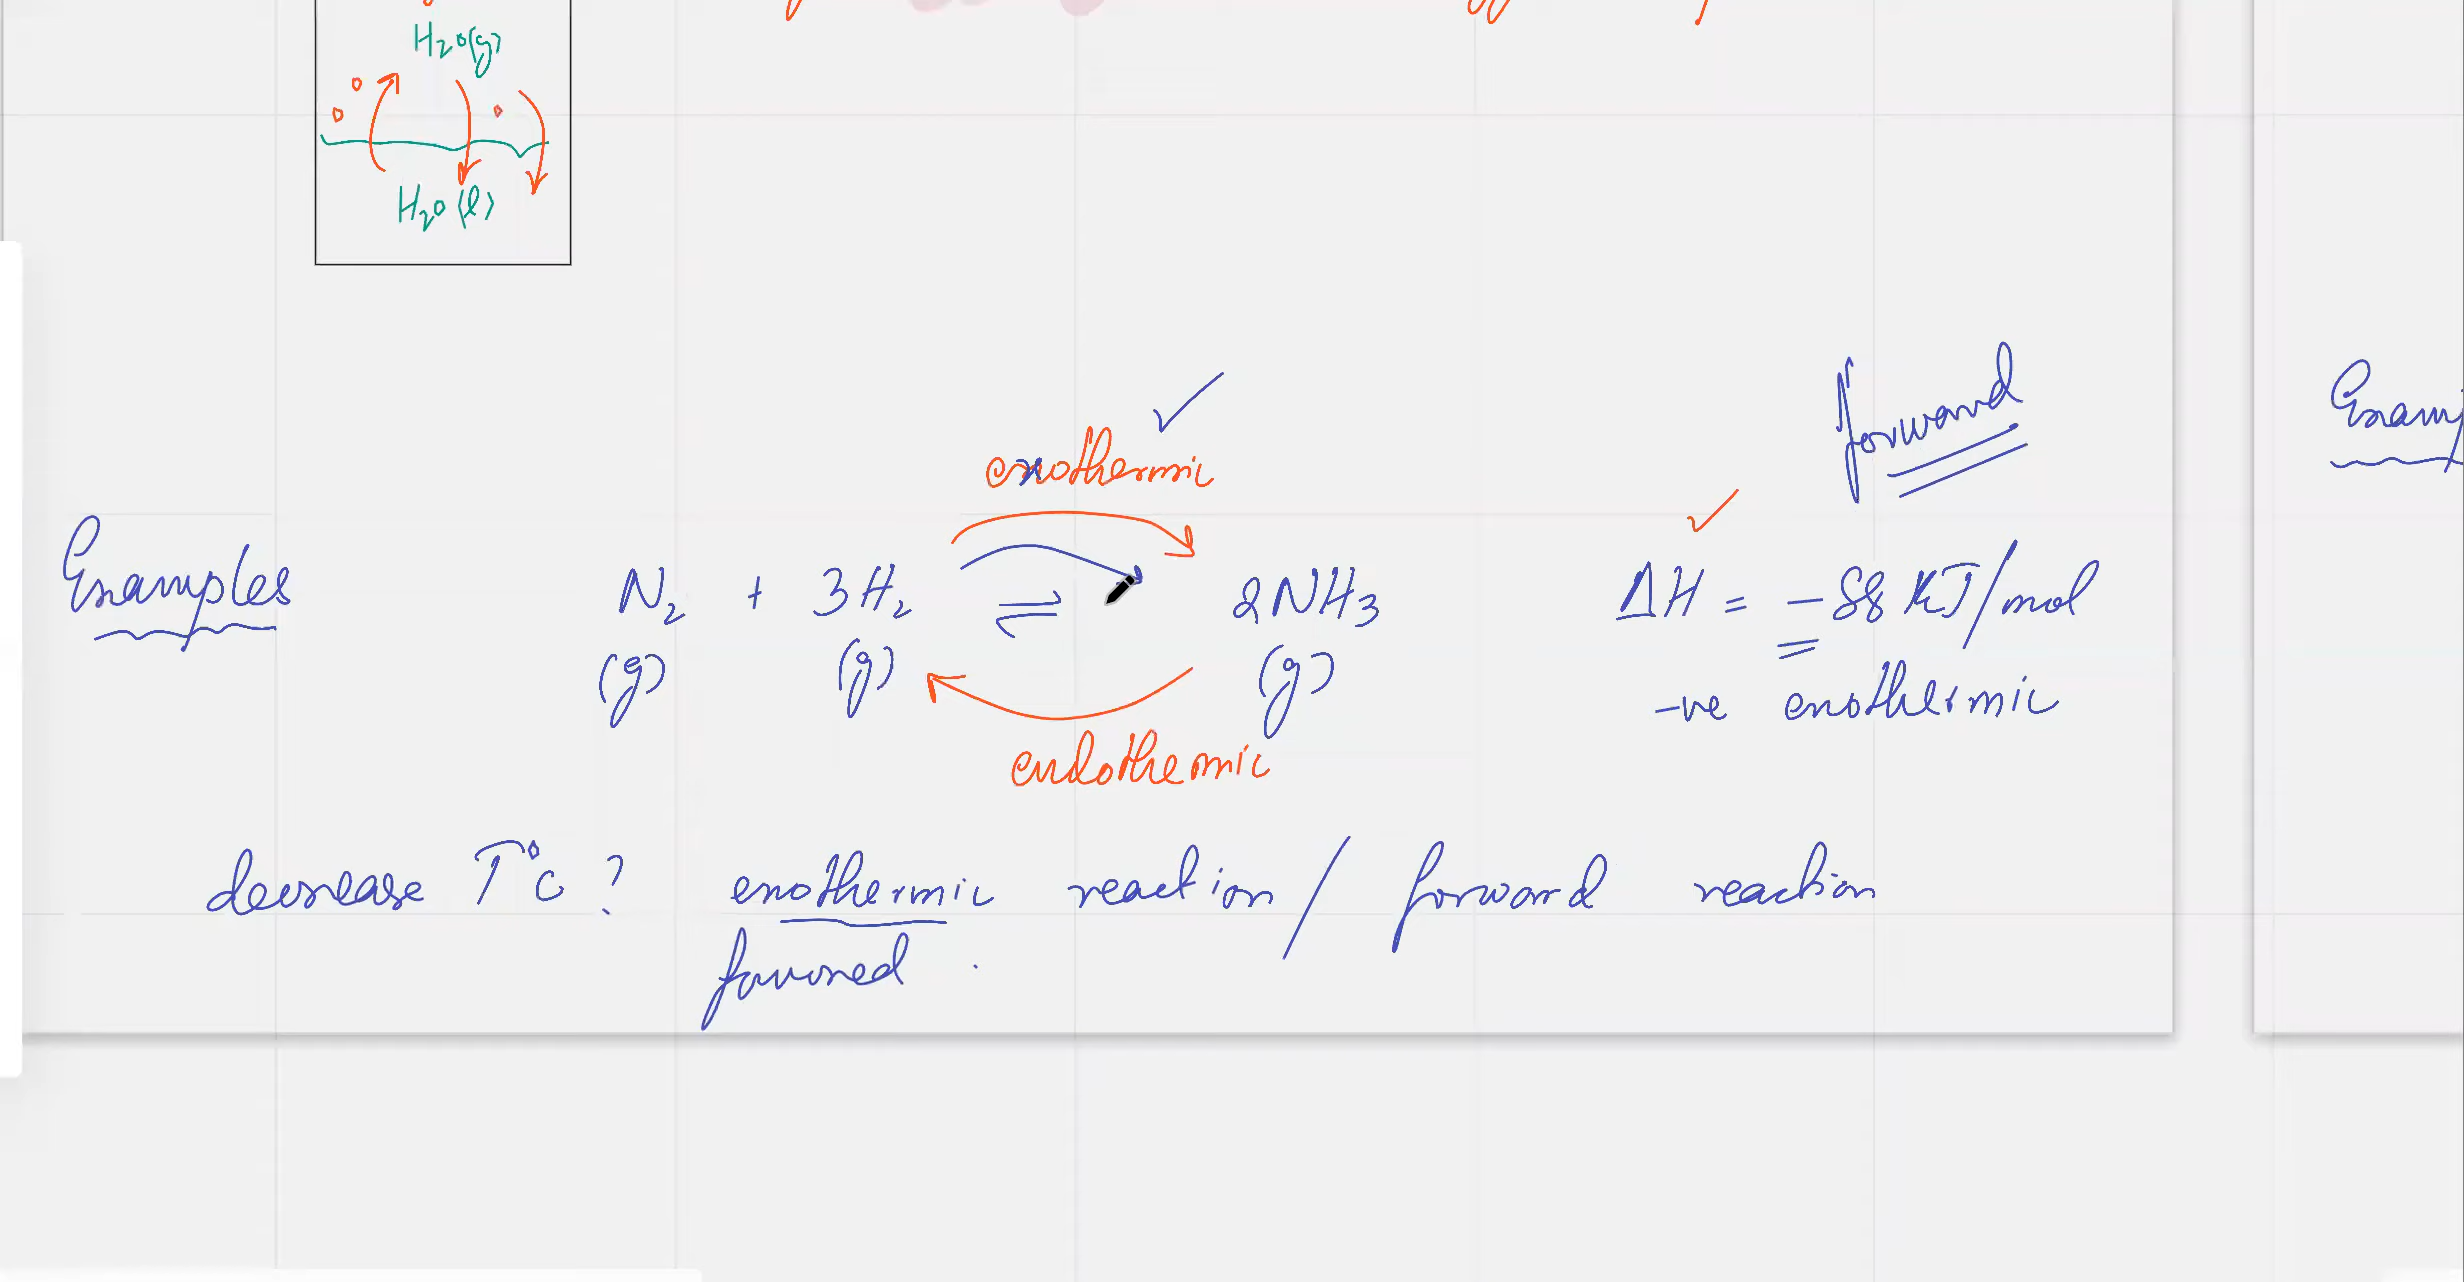 H₂O(g)
H₂O(l)
forward
exothermic
Examples
N₂ + 3H₂ ⇌ 2NH₃ ΔH = -88 KJ/mol
(g) (g) (g)
-ve exothermic
endothermic
decrease T°C? exothermic reaction / forward reaction
favored.